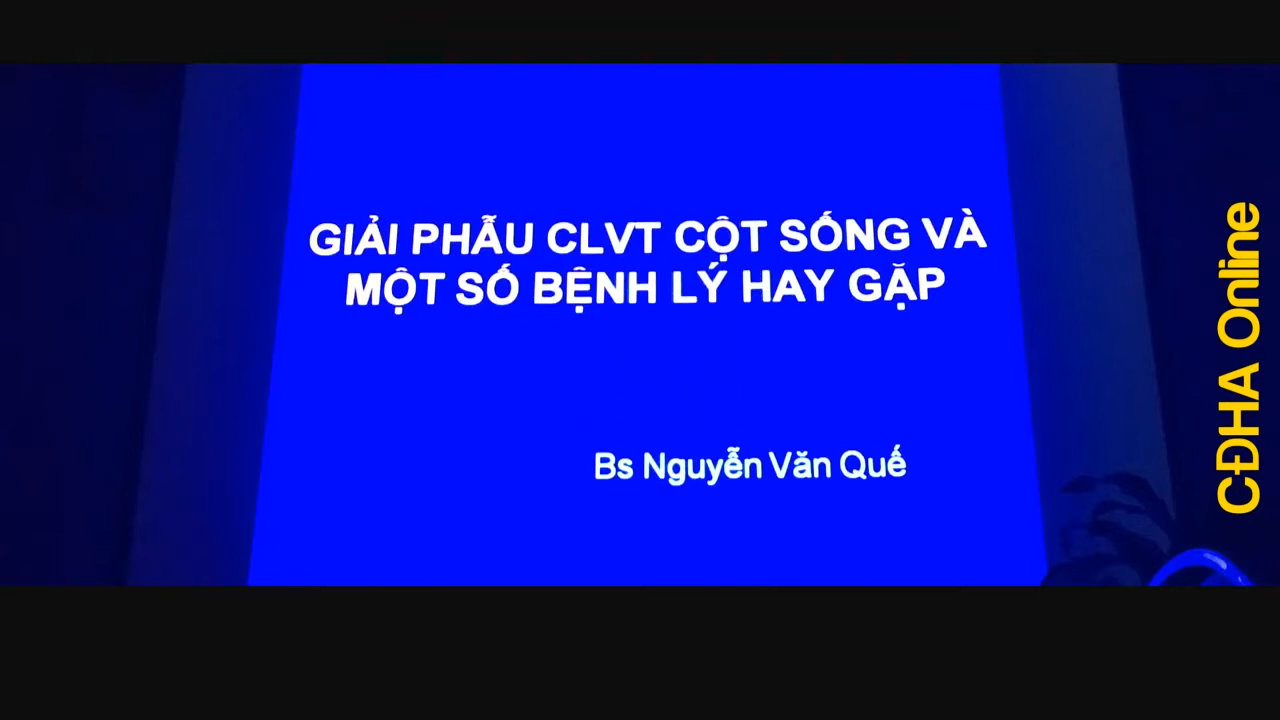 GIẢI PHẪU CLVT CỘT SỐNG VÀ
MỘT SỐ BỆNH LÝ HAY GẶP
Bs Nguyễn Văn Quế
CĐHA Online